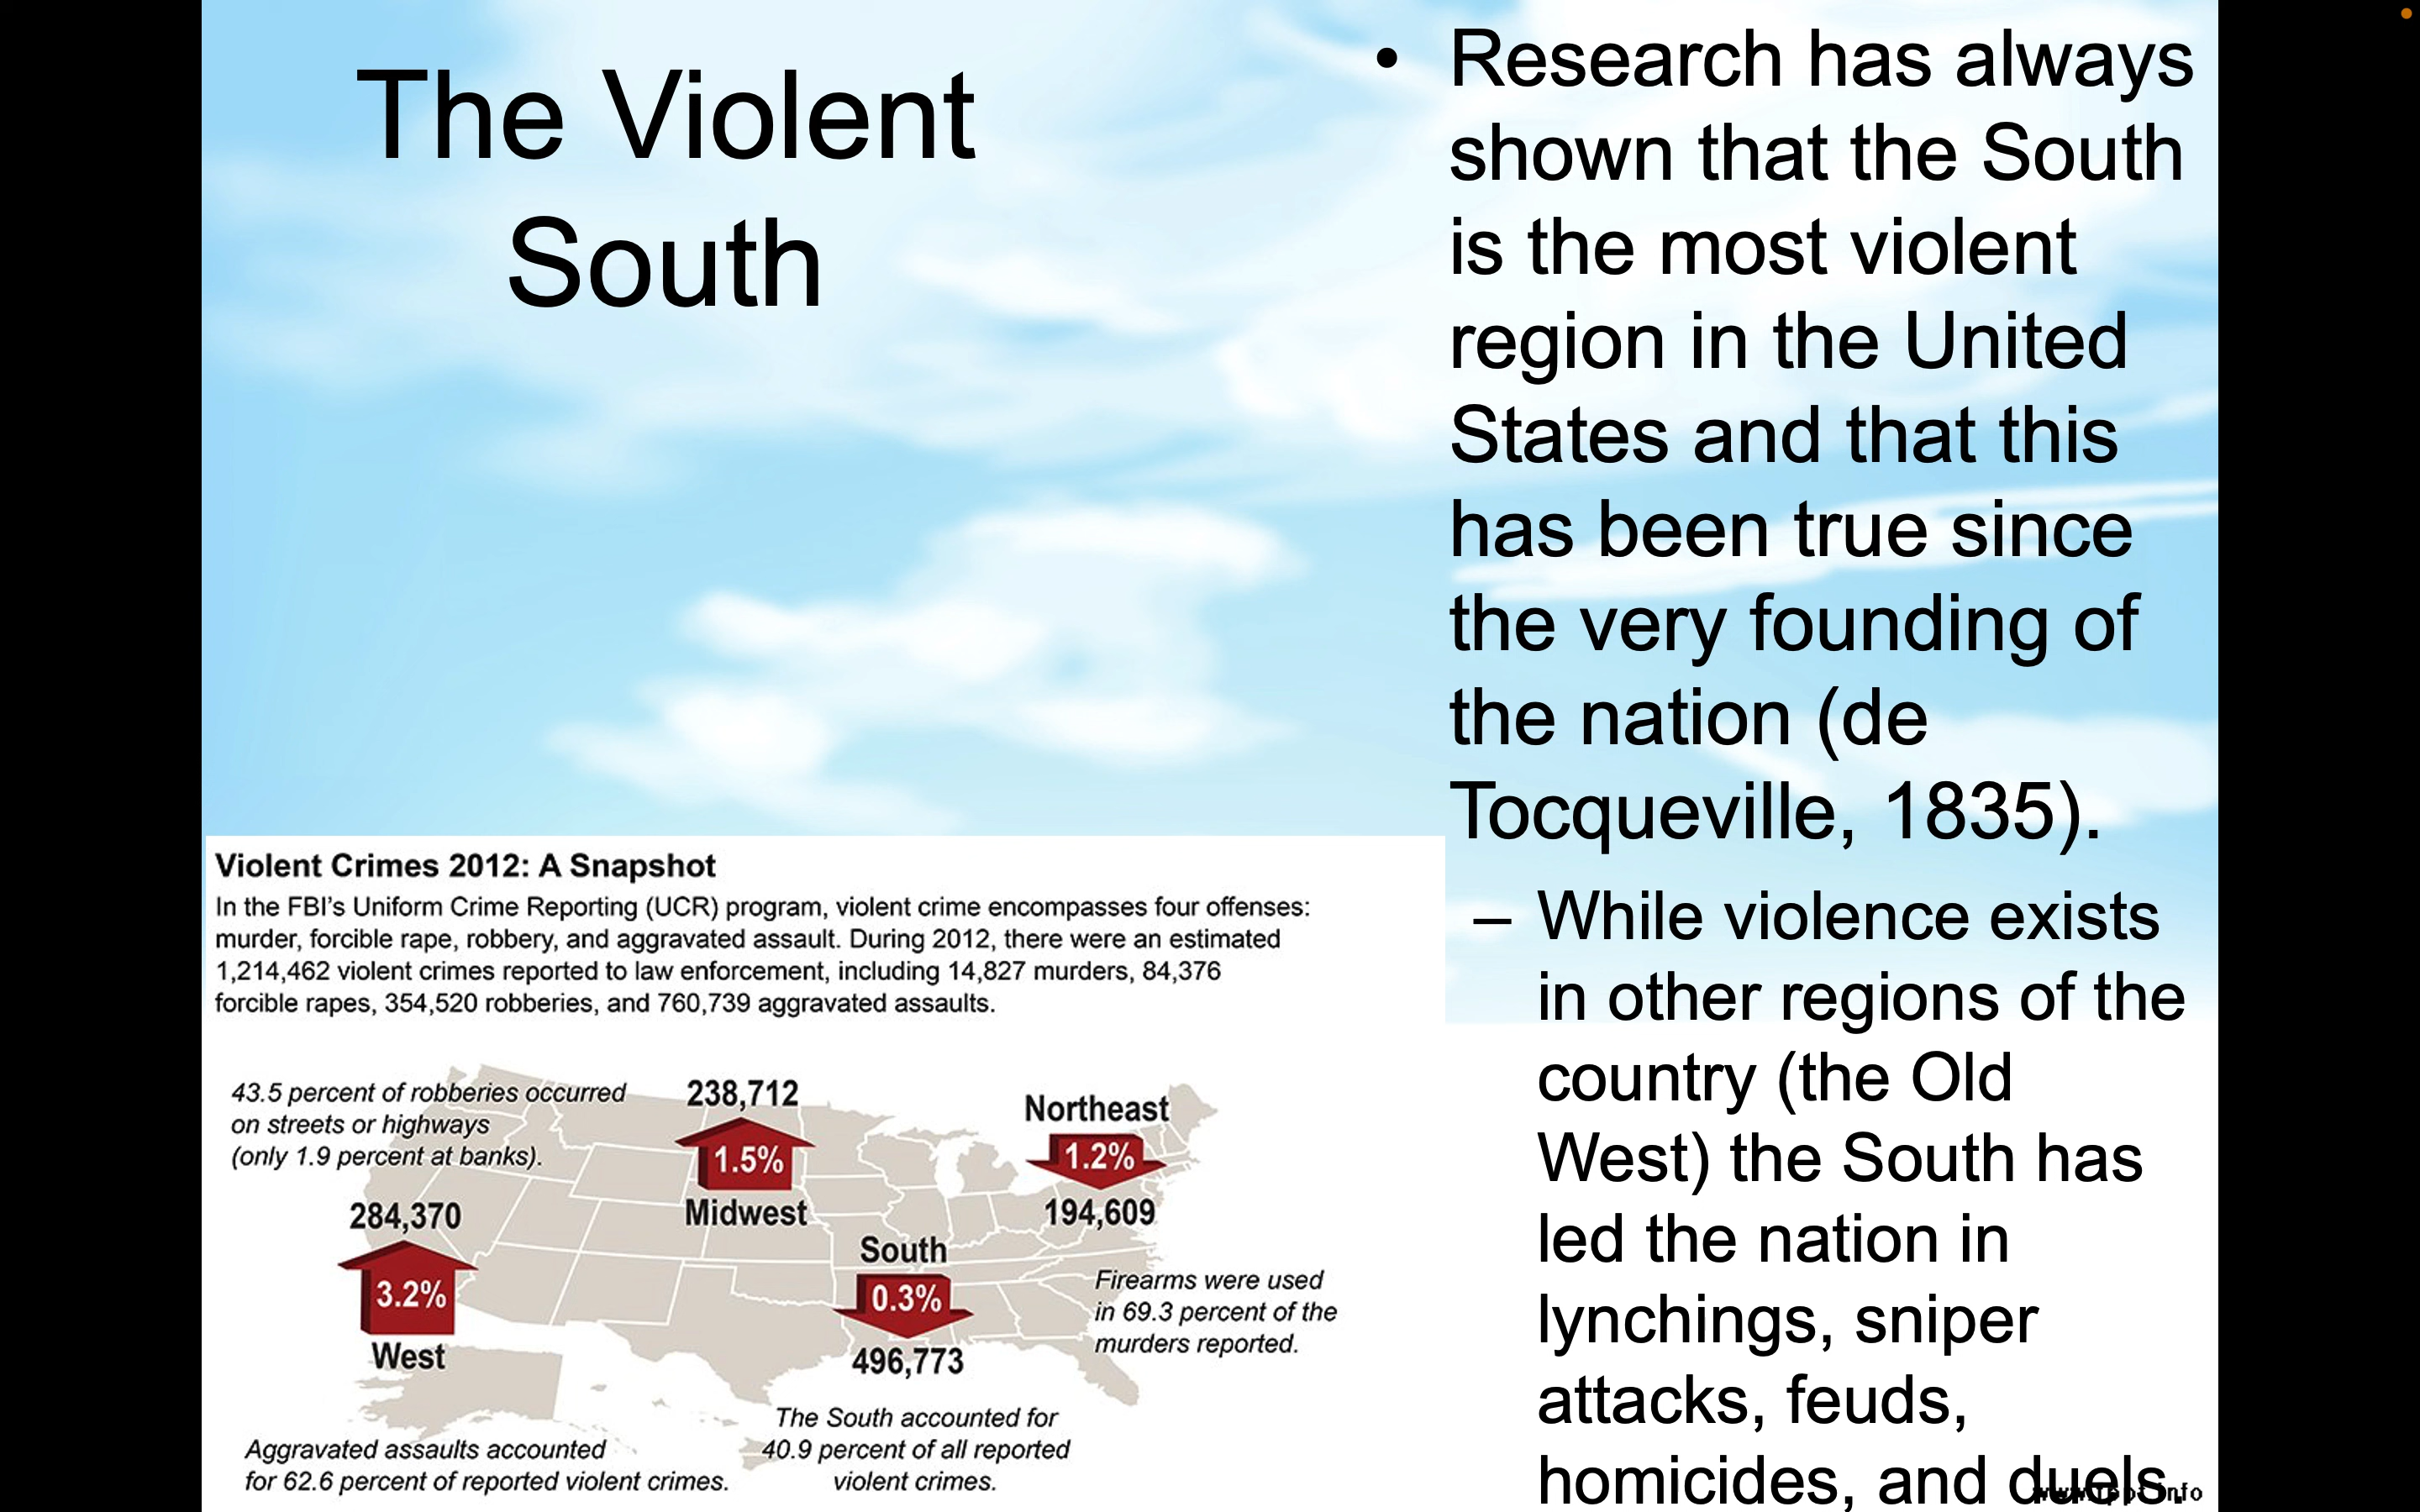 The Violent
South
• Research has always
shown that the South
is the most violent
region in the United
States and that this
has been true since
the very founding of
the nation (de
Tocqueville, 1835).
– While violence exists
in other regions of the
country (the Old
West) the South has
led the nation in
lynchings, sniper
attacks, feuds,
homicides, and duels.
Violent Crimes 2012: A Snapshot
In the FBI's Uniform Crime Reporting (UCR) program, violent crime encompasses four offenses:
murder, forcible rape, robbery, and aggravated assault. During 2012, there were an estimated
1,214,462 violent crimes reported to law enforcement, including 14,827 murders, 84,376
forcible rapes, 354,520 robberies, and 760,739 aggravated assaults.
43.5 percent of robberies occurred
on streets or highways
(only 1.9 percent at banks).
238,712
1.5%
Midwest
Northeast
1.2%
194,609
284,370
3.2%
West
South
0.3%
496,773
Firearms were used
in 69.3 percent of the
murders reported.
The South accounted for
40.9 percent of all reported
violent crimes.
Aggravated assaults accounted
for 62.6 percent of reported violent crimes.